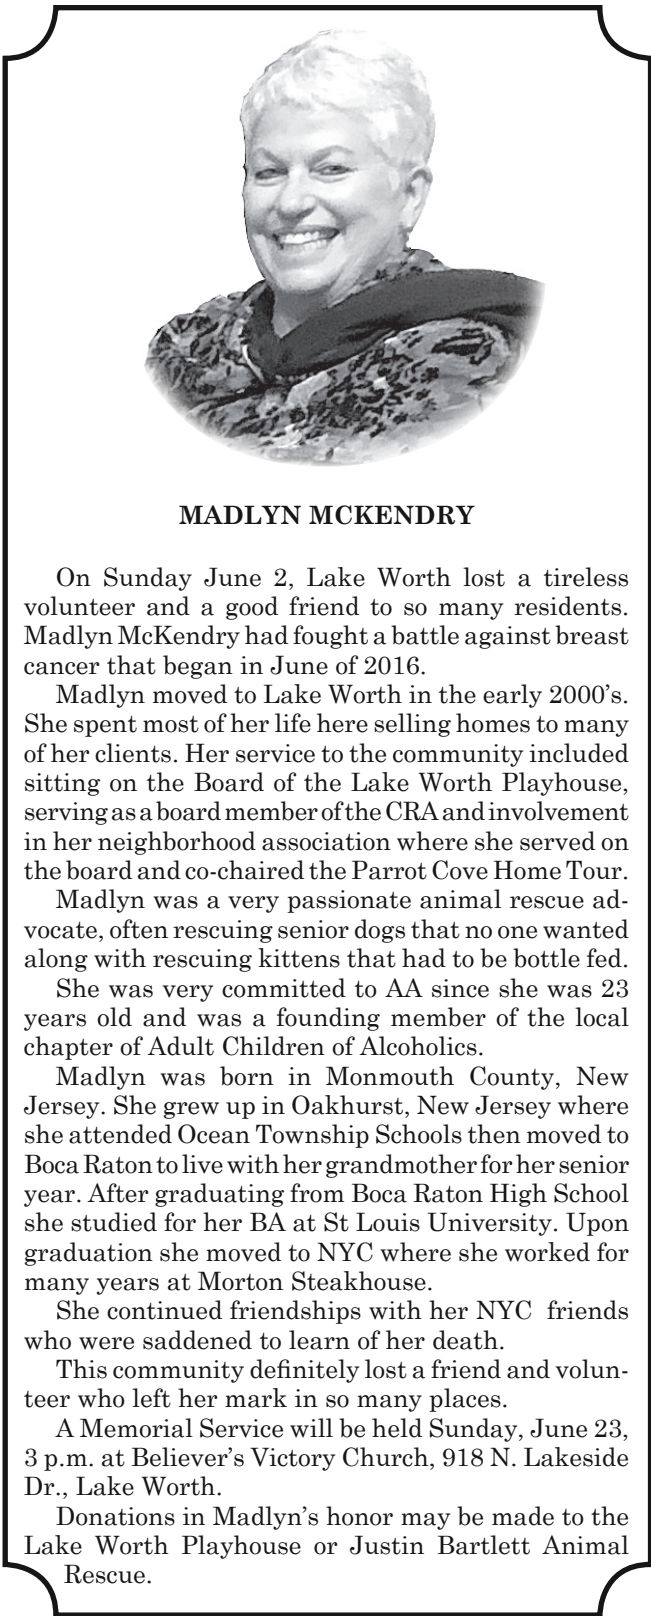 MADLYN MCKENDRY
On Sunday June 2, Lake Worth lost a tireless
volunteer and a good friend to so many residents.
Madlyn McKendry had fought a battle against breast
cancer that began in June of 2016.
Madlyn moved to Lake Worth in the early 2000's.
She spent most of her life here selling homes to many
of her clients. Her service to the community included
sitting on the Board of the Lake Worth Playhouse,
serving as a board member of the CRA and involvement
in her neighborhood association where she served on
the board and co-chaired the Parrot Cove Home Tour.
Madlyn was a very passionate animal rescue ad-
vocate, often rescuing senior dogs that no one wanted
along with rescuing kittens that had to be bottle fed.
She was very committed to AA since she was 23
years old and was a founding member of the local
chapter of Adult Children of Alcoholics.
Madlyn was born in Monmouth County, New
Jersey. She grew up in Oakhurst, New Jersey where
she attended Ocean Township Schools then moved to
Boca Raton to live with her grandmother for her senior
year. After graduating from Boca Raton High School
she studied for her BA at St Louis University. Upon
graduation she moved to NYC where she worked for
many years at Morton Steakhouse.
She continued friendships with her NYC friends
who were saddened to learn of her death.
This community definitely lost a friend and volun-
teer who left her mark in so many places.
A Memorial Service will be held Sunday, June 23,
3 p.m. at Believer's Victory Church, 918 N. Lakeside
Dr., Lake Worth.
Donations in Madlyn's honor may be made to the
Lake Worth Playhouse or Justin Bartlett Animal
Rescue.